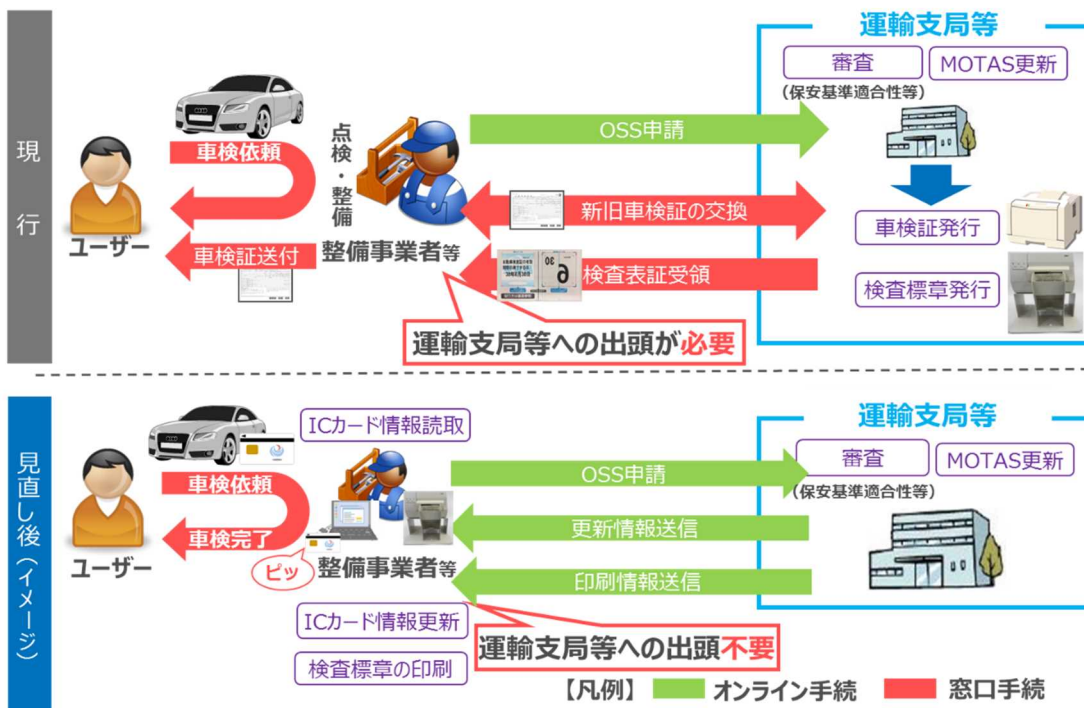 現行
運輸支局等
審査
MOTAS更新
(保安基準適合性等)
OSS申請
点検・整備
車検依頼
新旧車検証の交換
車検証発行
ユーザー
整備事業者等
車検証送付
検査表証受領
検査標章発行
運輸支局等への出頭が必要
見直し後(イメージ)
運輸支局等
ICカード情報読取
審査
MOTAS更新
(保安基準適合性等)
OSS申請
車検依頼
更新情報送信
車検完了
ユーザー
ピッ
整備事業者等
印刷情報送信
ICカード情報更新
運輸支局等への出頭不要
検査標章の印刷
【凡例】 オンライン手続 窓口手続